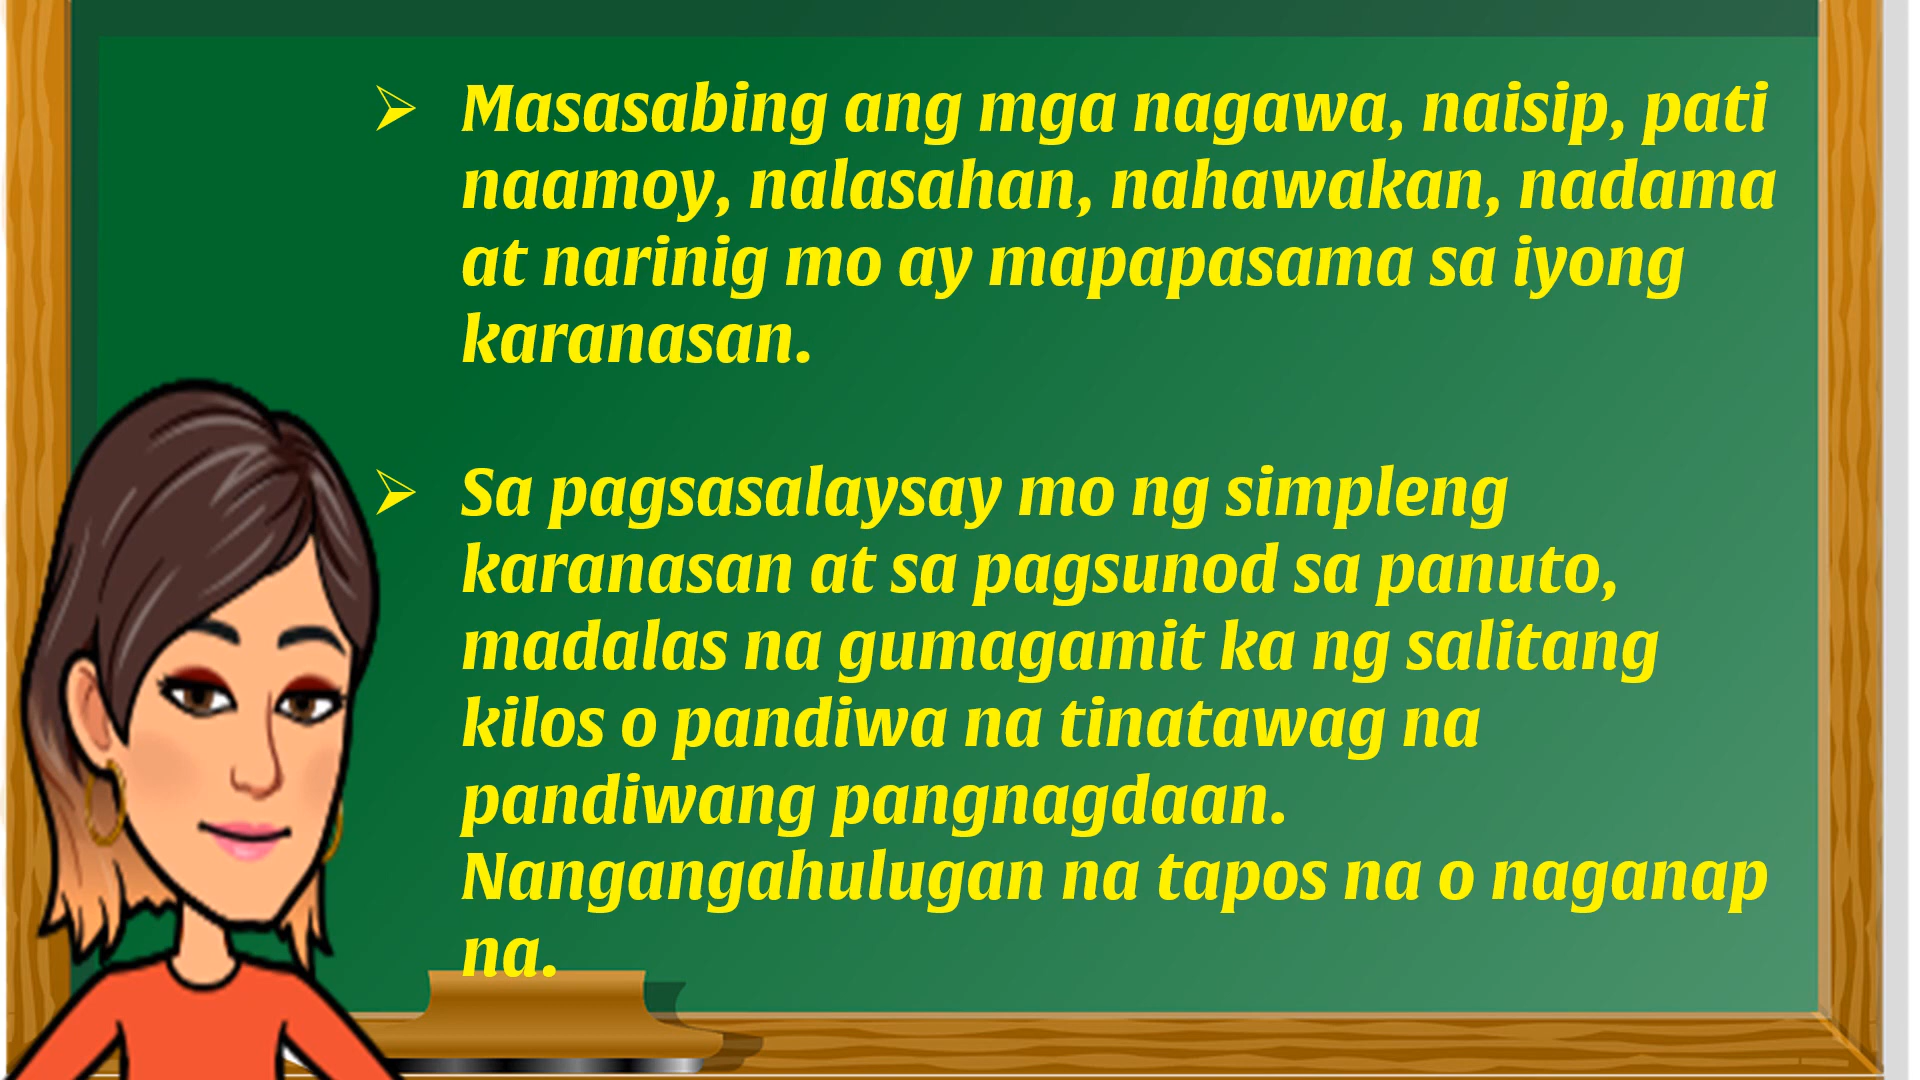 ➢ Masasabing ang mga nagawa, naisip, pati
naamoy, nalasahan, nahawakan, nadama
at narinig mo ay mapapasama sa iyong
karanasan.
➢ Sa pagsasalaysay mo ng simpleng
karanasan at sa pagsunod sa panuto,
madalas na gumagamit ka ng salitang
kilos o pandiwa na tinatawag na
pandiwang pangnagdaan.
Nangangahulugan na tapos na o naganap
na.